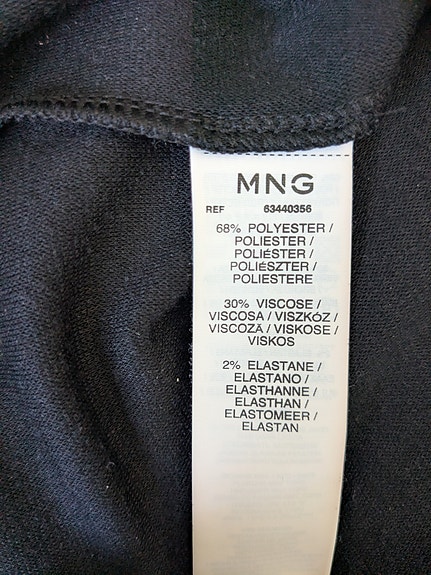 MNG
REF 63440356
68% POLYESTER /
POLIESTER /
POLIÉSTER /
POLIÉSZTER /
POLIESTERE
30% VISCOSE /
VISCOSA / VISZKÓZ /
VISCOZĂ / VISKOSE /
VISKOS
2% ELASTANE /
ELASTANO /
ELASTHANNE /
ELASTHAN /
ELASTOMEER /
ELASTAN